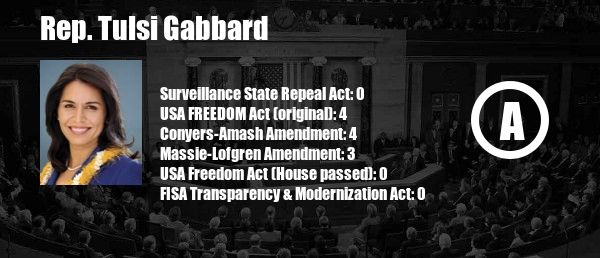 Rep. Tulsi Gabbard
Surveillance State Repeal Act: 0
USA FREEDOM Act (original): 4
Conyers-Amash Amendment: 4
Massie-Lofgren Amendment: 3
USA Freedom Act (House passed): 0
FISA Transparency & Modernization Act: 0
A